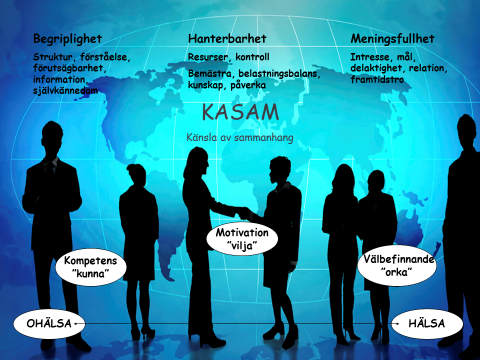 Begriplighet
Struktur, förståelse,
förutsögbarhet,
information
självkännedom
Hanterbarhet
Resurser, kontroll
Bemästra, belastningsbalans,
kunskap, påverka
Meningsfullhet
Intresse, mål,
delaktighet, relation,
framtidstro
KASAM
Känsla av sammanhang
Motivation
"vilja"
Kompetens
"kunna"
Välbefinnande
"orka"
OHÄLSA
HÄLSA